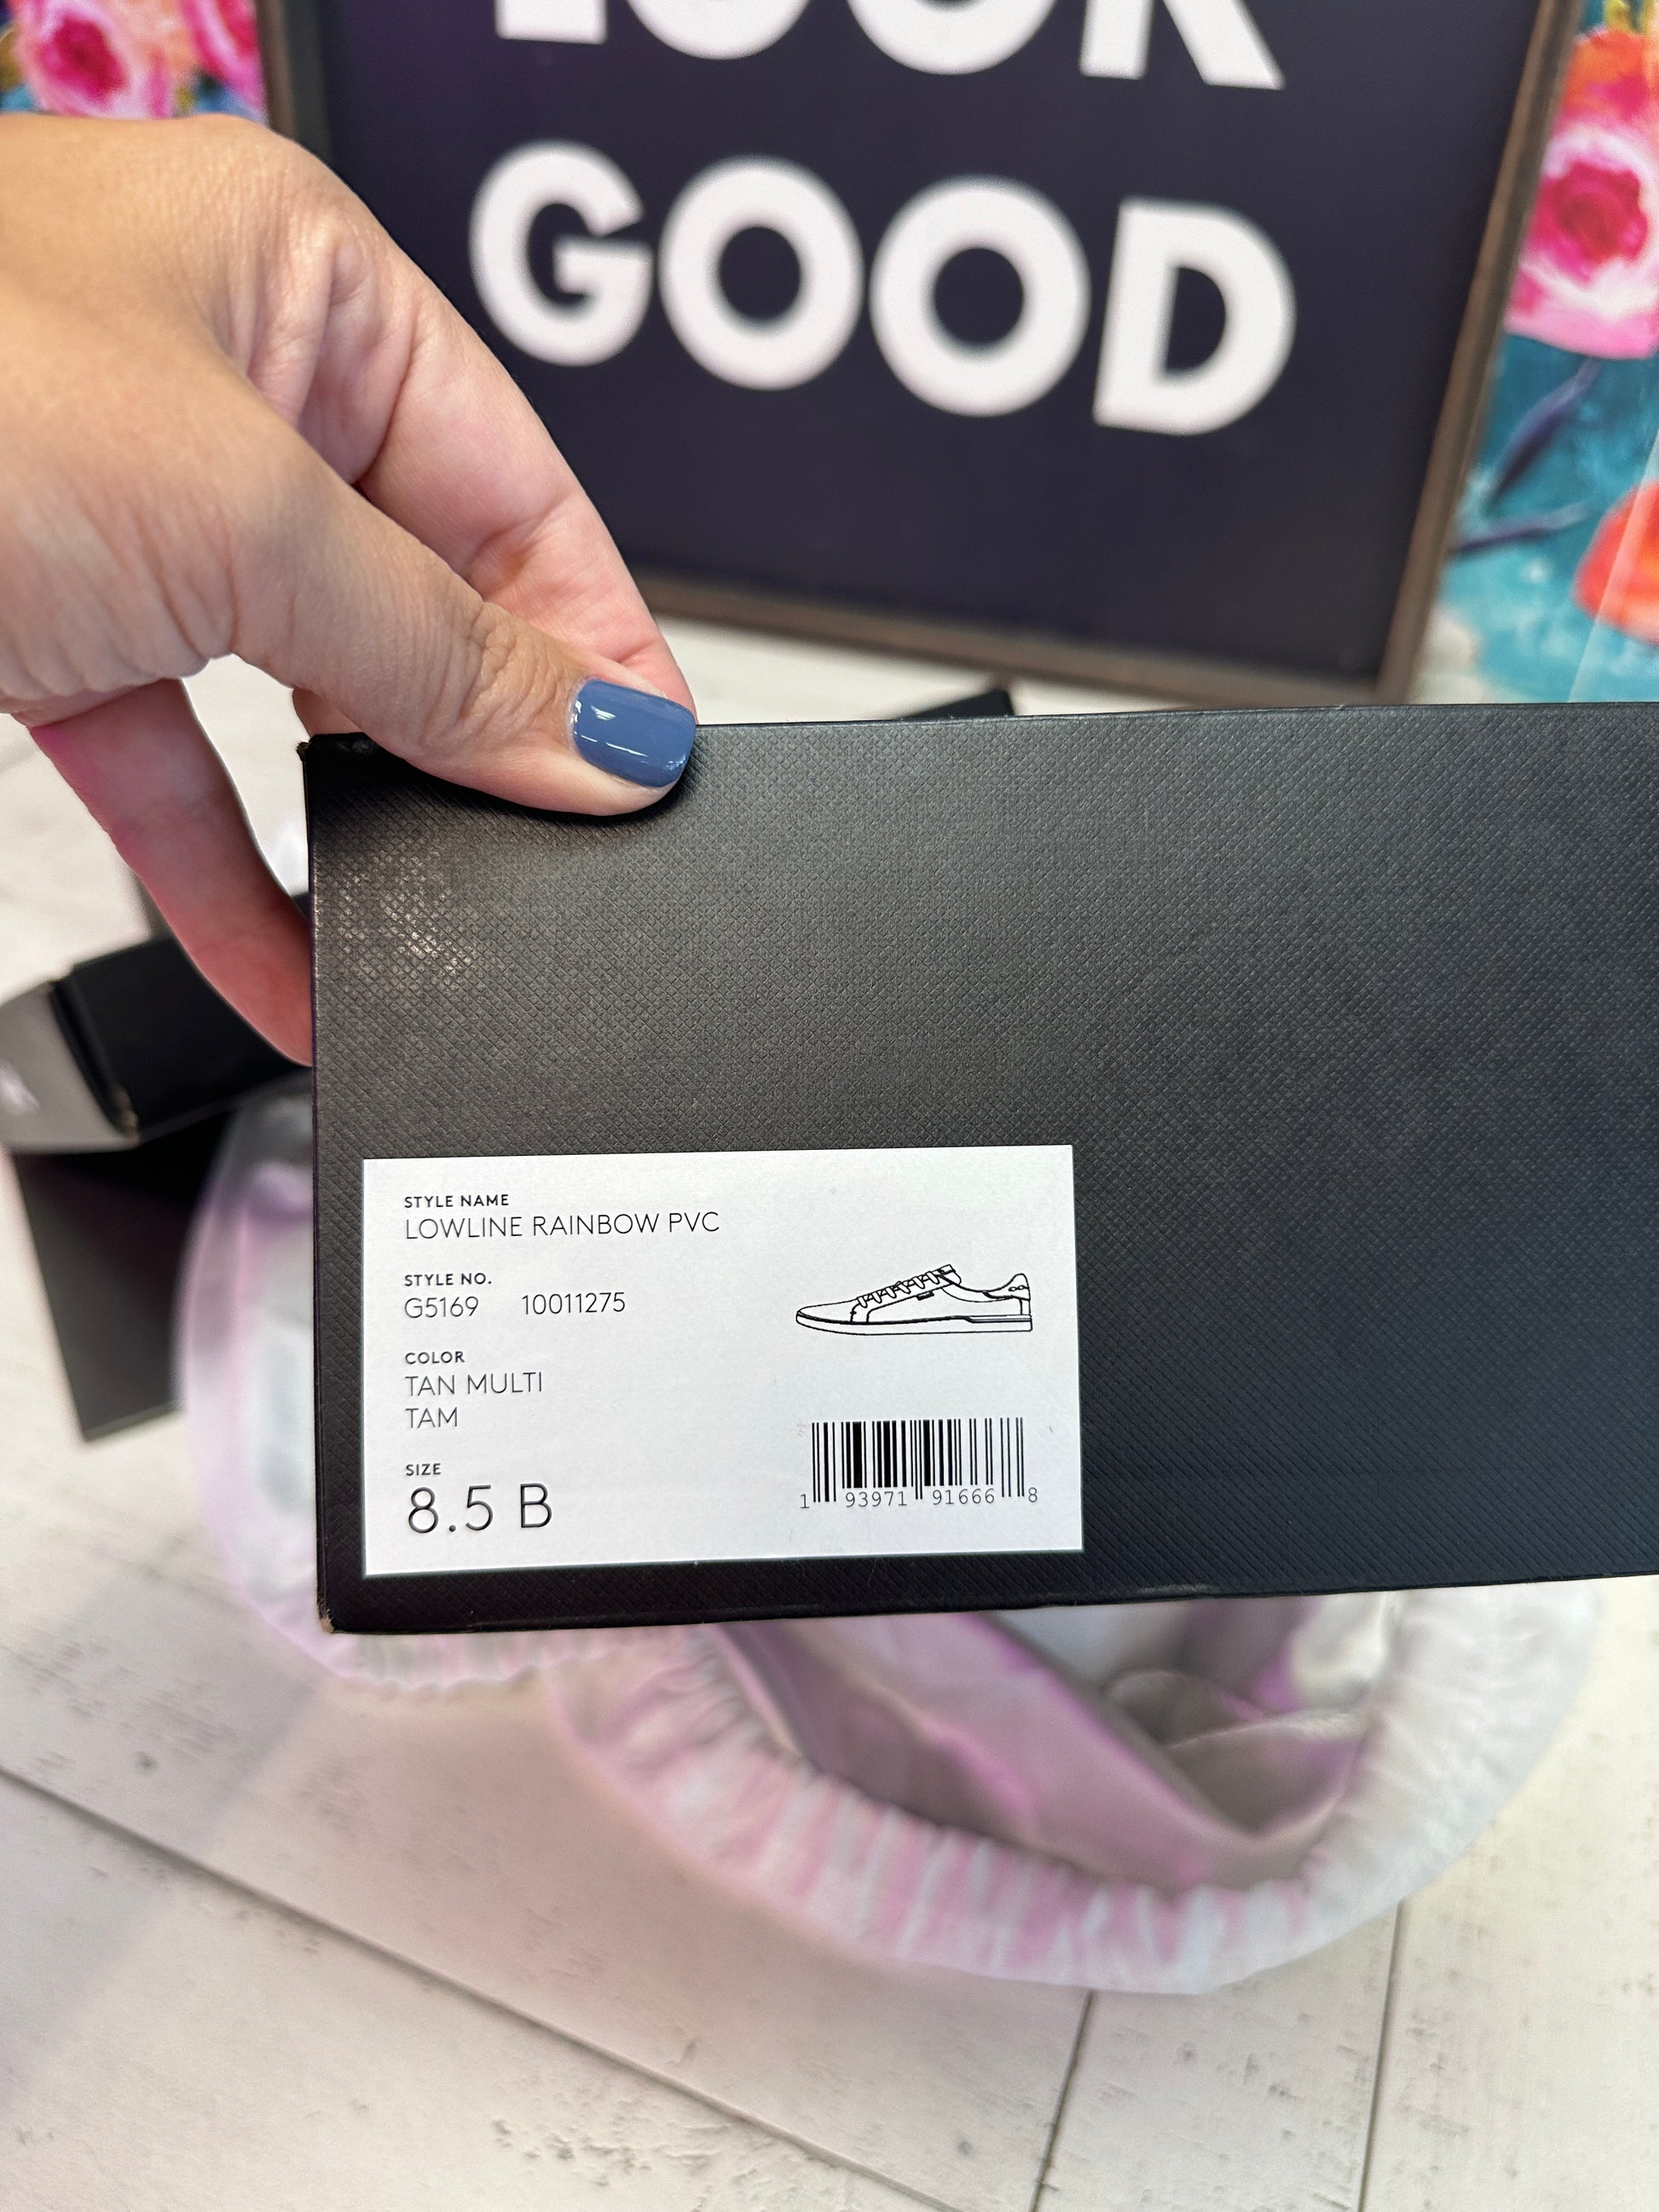 LOOK
GOOD
STYLE NAME
LOWLINE RAINBOW PVC
STYLE NO.
G5169 10011275
COLOR
TAN MULTI
TAM
SIZE
8.5 B
1 93971 91666 8